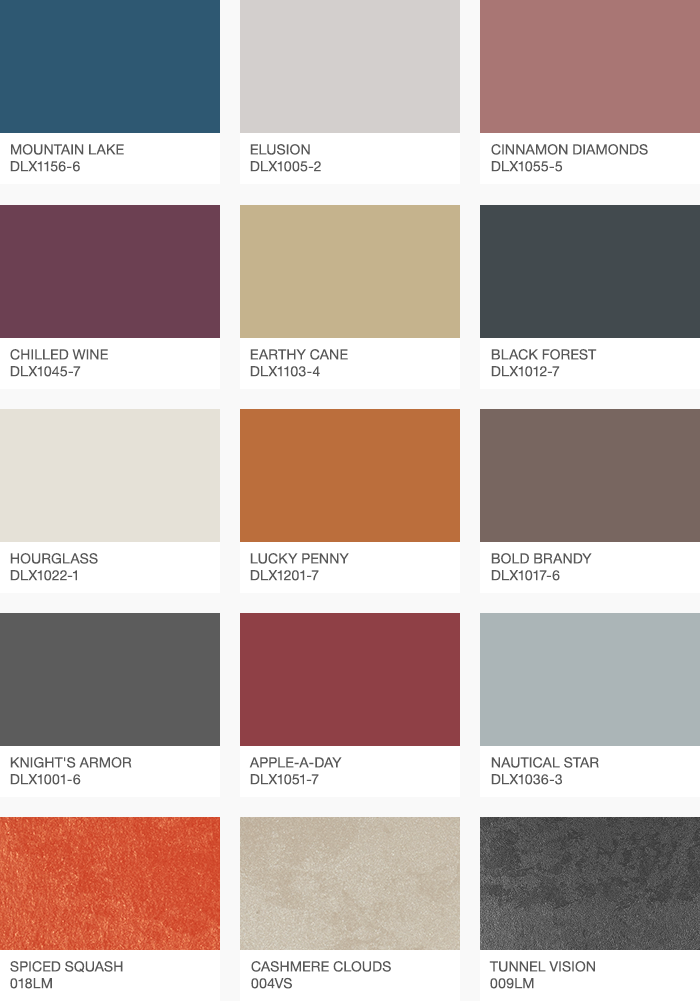 MOUNTAIN LAKE
DLX1156-6
ELUSION
DLX1005-2
CINNAMON DIAMONDS
DLX1055-5
CHILLED WINE
DLX1045-7
EARTHY CANE
DLX1103-4
BLACK FOREST
DLX1012-7
HOURGLASS
DLX1022-1
LUCKY PENNY
DLX1201-7
BOLD BRANDY
DLX1017-6
KNIGHT'S ARMOR
DLX1001-6
APPLE-A-DAY
DLX1051-7
NAUTICAL STAR
DLX1036-3
SPICED SQUASH
018LM
CASHMERE CLOUDS
004VS
TUNNEL VISION
009LM